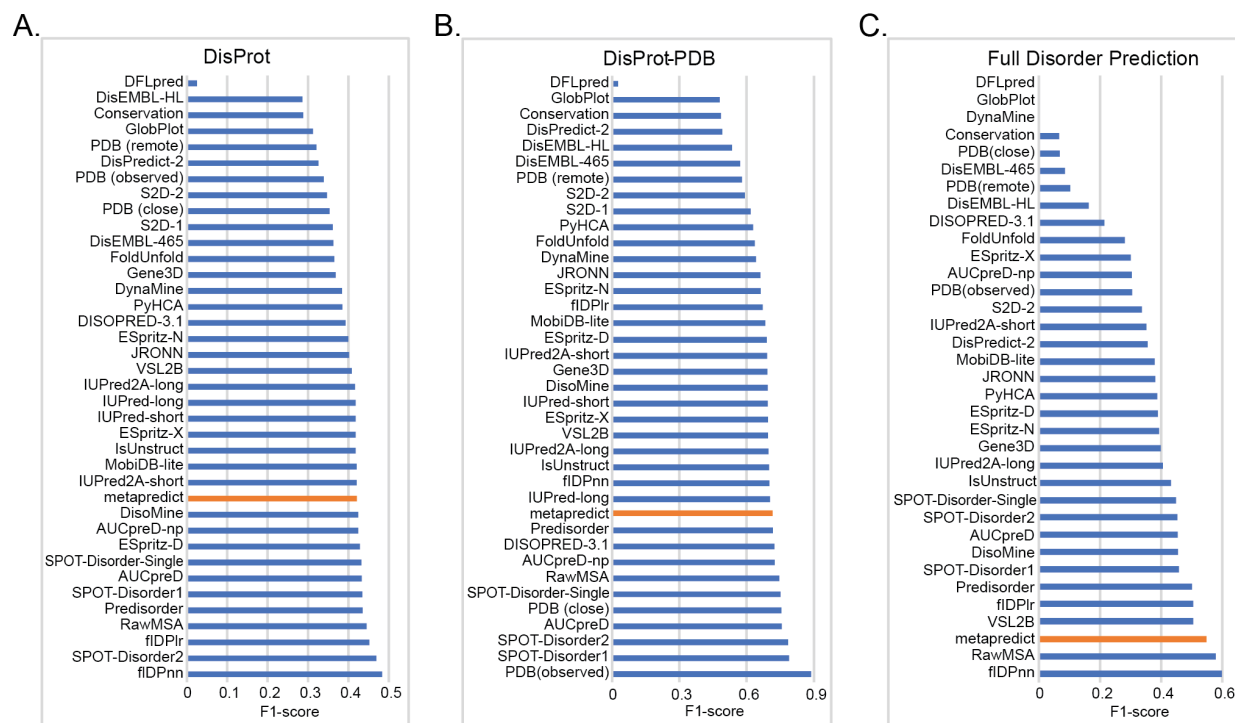 A.
DisProt
DFLpred
DisEMBL-HL
Conservation
GlobPlot
PDB (remote)
DisPredict-2
PDB (observed)
S2D-2
PDB (close)
S2D-1
DisEMBL-465
FoldUnfold
Gene3D
DynaMine
PyHCA
DISOPRED-3.1
ESpritz-N
JRONN
VSL2B
IUPred2A-long
IUPred-long
IUPred-short
ESpritz-X
IsUnstruct
MobiDB-lite
IUPred2A-short
metapredict
DisoMine
AUCpreD-np
ESpritz-D
SPOT-Disorder-Single
AUCpreD
SPOT-Disorder1
Predisorder
RawMSA
fIDPlr
SPOT-Disorder2
fIDPnn
0 0.1 0.2 0.3 0.4 0.5
F1-score
B.
DisProt-PDB
DFLpred
GlobPlot
Conservation
DisPredict-2
DisEMBL-HL
DisEMBL-465
PDB (remote)
S2D-2
S2D-1
PyHCA
FoldUnfold
DynaMine
JRONN
ESpritz-N
fIDPlr
MobiDB-lite
ESpritz-D
IUPred2A-short
Gene3D
DisoMine
IUPred-short
ESpritz-X
VSL2B
IUPred2A-long
IsUnstruct
fIDPnn
IUPred-long
metapredict
Predisorder
DISOPRED-3.1
AUCpreD-np
RawMSA
SPOT-Disorder-Single
PDB (close)
AUCpreD
SPOT-Disorder2
SPOT-Disorder1
PDB(observed)
0 0.3 0.6 0.9
F1-score
C.
Full Disorder Prediction
DFLpred
GlobPlot
DynaMine
Conservation
PDB(close)
DisEMBL-465
PDB(remote)
DisEMBL-HL
DISOPRED-3.1
FoldUnfold
ESpritz-X
AUCpreD-np
PDB(observed)
S2D-2
IUPred2A-short
DisPredict-2
MobiDB-lite
JRONN
PyHCA
ESpritz-D
ESpritz-N
Gene3D
IUPred2A-long
IsUnstruct
SPOT-Disorder-Single
SPOT-Disorder2
AUCpreD
DisoMine
SPOT-Disorder1
Predisorder
fIDPlr
VSL2B
metapredict
RawMSA
fIDPnn
0 0.2 0.4 0.6
F1-score